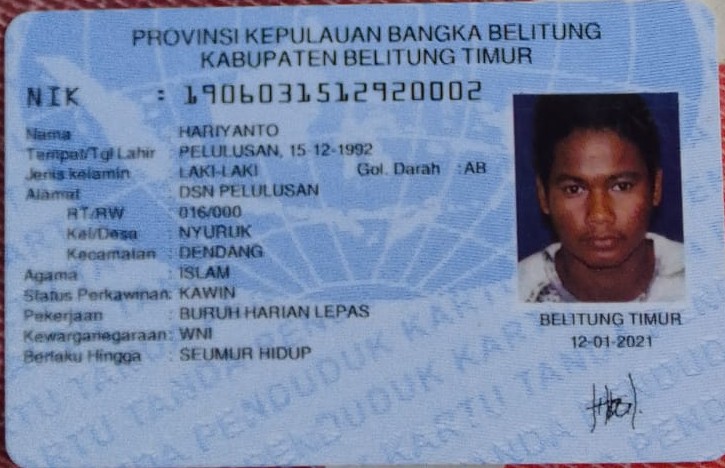 PROVINSI KEPULAUAN BANGKA BELITUNG
KABUPATEN BELITUNG TIMUR
NIK : 1906031512920002
Nama : HARIYANTO
Tempat/Tgl Lahir : PELULUSAN, 15-12-1992
Jenis kelamin : LAKI-LAKI Gol. Darah : AB
Alamat : DSN PELULUSAN
RT/RW : 016/000
Kel/Desa : NYURUK
Kecamatan : DENDANG
Agama : ISLAM
Status Perkawinan: KAWIN
Pekerjaan : BURUH HARIAN LEPAS
Kewarganegaraan : WNI
Berlaku Hingga : SEUMUR HIDUP
BELITUNG TIMUR
12-01-2021
KARTU TANDA PENDUDUK KARTU TANDA PENDUDUK